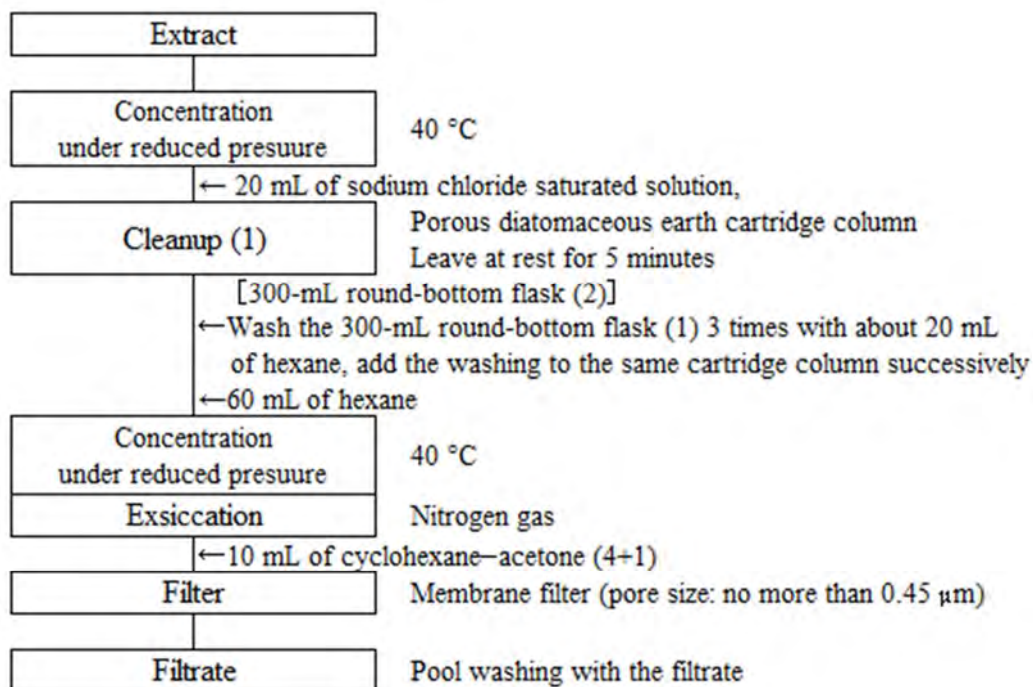 Extract
Concentration
under reduced presuure
40 °C
← 20 mL of sodium chloride saturated solution,
Cleanup (1)
Porous diatomaceous earth cartridge column
Leave at rest for 5 minutes
[300-mL round-bottom flask (2)]
←Wash the 300-mL round-bottom flask (1) 3 times with about 20 mL
of hexane, add the washing to the same cartridge column successively
←60 mL of hexane
Concentration
under reduced presuure
40 °C
Exsiccation
Nitrogen gas
←10 mL of cyclohexane−acetone (4+1)
Filter
Membrane filter (pore size: no more than 0.45 µm)
Filtrate
Pool washing with the filtrate